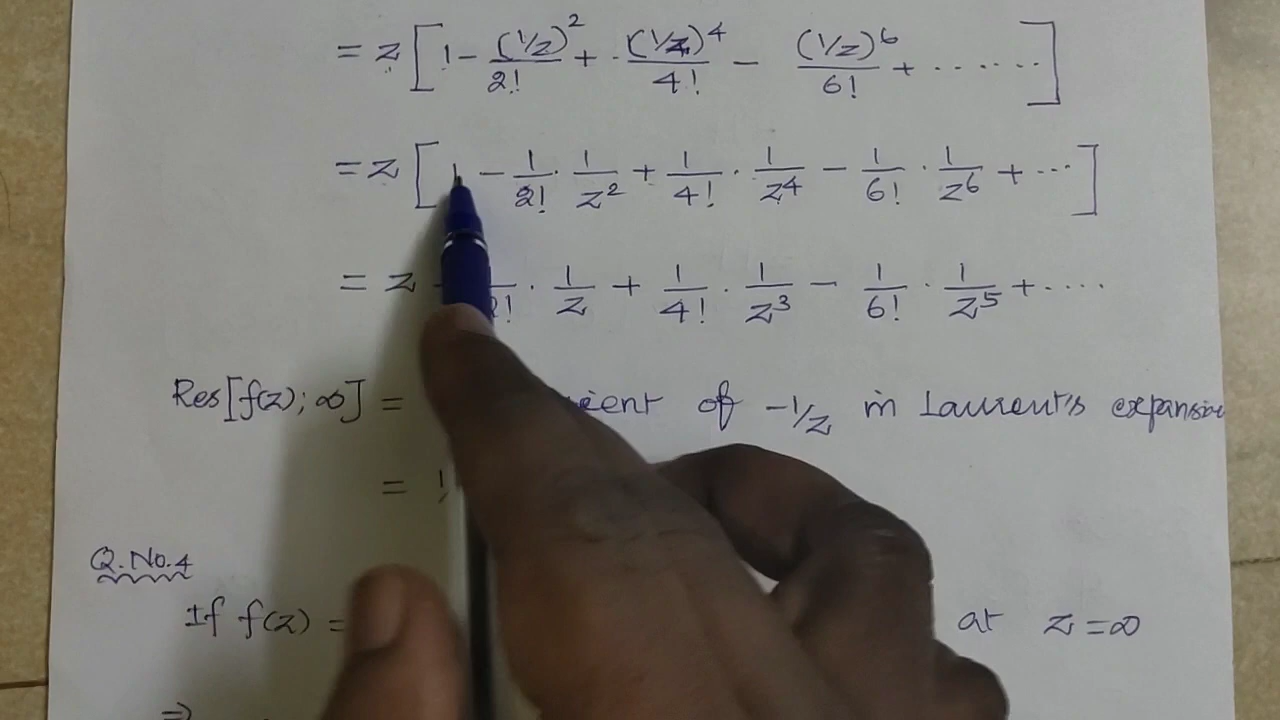 = z [ 1 - (1/z)^2/2! + (1/z)^4/4! - (1/z)^6/6! + ...... ]
= z [ 1 - 1/2! · 1/z^2 + 1/4! · 1/z^4 - 1/6! · 1/z^6 + ... ]
= z 2! · 1/z + 1/4! · 1/z^3 - 1/6! · 1/z^5 + ....
Res[f(z); ∞] = of -1/z in Laurent's
=
Q.No.4
If f(z) = at z = ∞
⇒